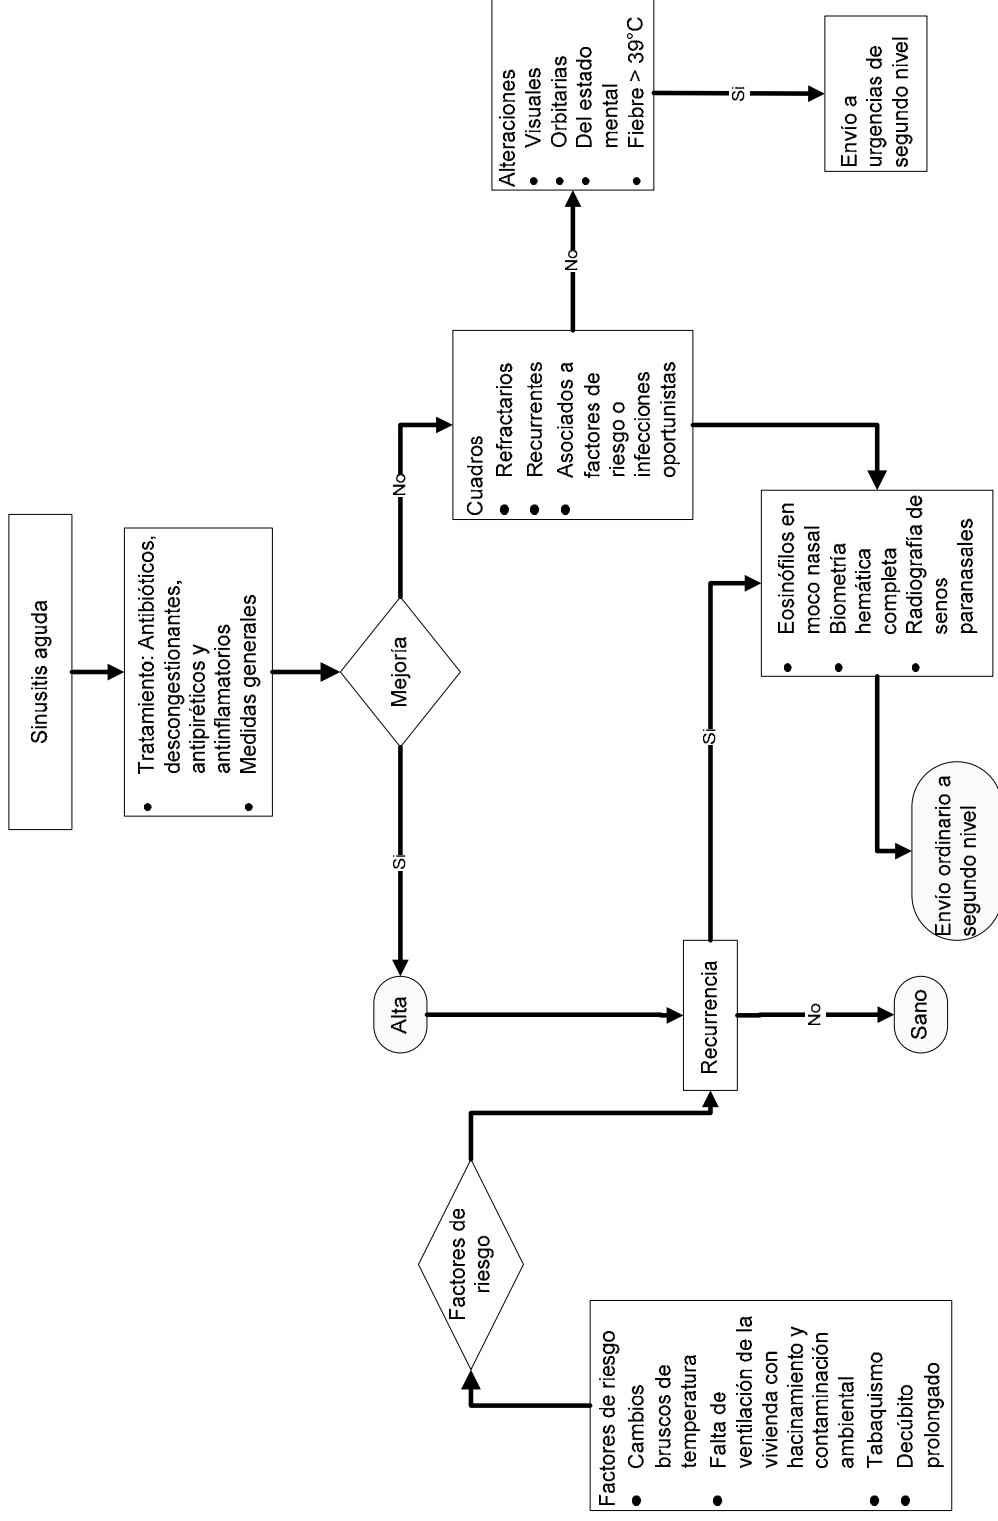 Sinusitis aguda
Tratamiento: Antibióticos,
descongestionantes,
antipiréticos y
antinflamatorios
Medidas generales
Mejoría
Si
No
Alta
Cuadros
Refractarios
Recurrentes
Asociados a
factores de
riesgo o
infecciones
oportunistas
No
Alteraciones
Visuales
Orbitarias
Del estado
mental
Fiebre > 39°C
Si
Envío a
urgencias de
segundo nivel
Factores de riesgo
Cambios
bruscos de
temperatura
Falta de
ventilación de la
vivienda con
hacinamiento y
contaminación
ambiental
Tabaquismo
Decúbito
prolongado
Factores de
riesgo
Recurrencia
Si
No
Sano
Eosinófilos en
moco nasal
Biometría
hemática
completa
Radiografía de
senos
paranasales
Envío ordinario a
segundo nivel